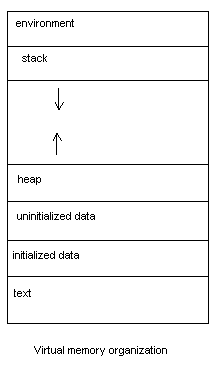 environment
stack
heap
uninitialized data
initialized data
text
Virtual memory organization